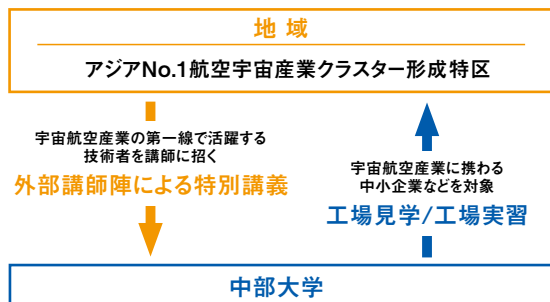 地域
アジアNo.1航空宇宙産業クラスター形成特区
宇宙航空産業の第一線で活躍する
技術者を講師に招く
外部講師陣による特別講義
宇宙航空産業に携わる
中小企業などを対象
工場見学/工場実習
中部大学